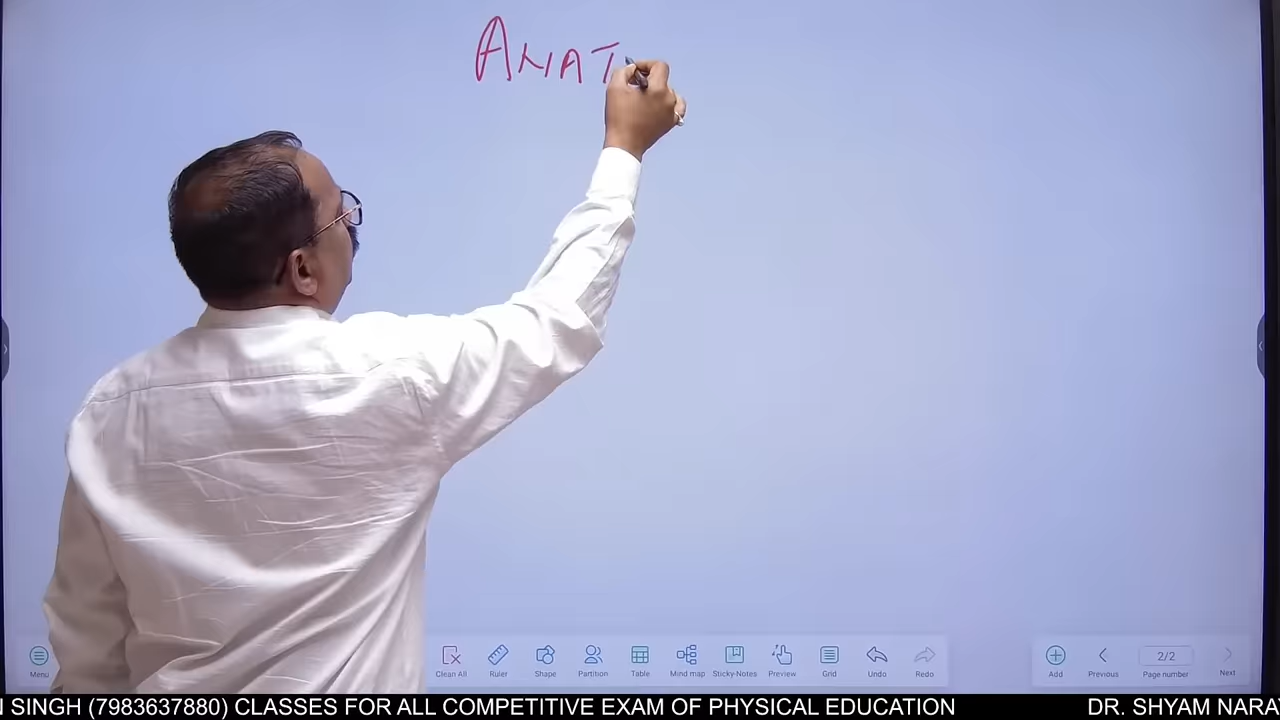 ANAT
Menu
Clean All
Ruler
Shape
Partition
Table
Mind map
Sticky-Notes
Preview
Grid
Undo
Redo
Add
Previous
2/2
Page number
Next
N SINGH (7983637880) CLASSES FOR ALL COMPETITIVE EXAM OF PHYSICAL EDUCATION DR. SHYAM NARA